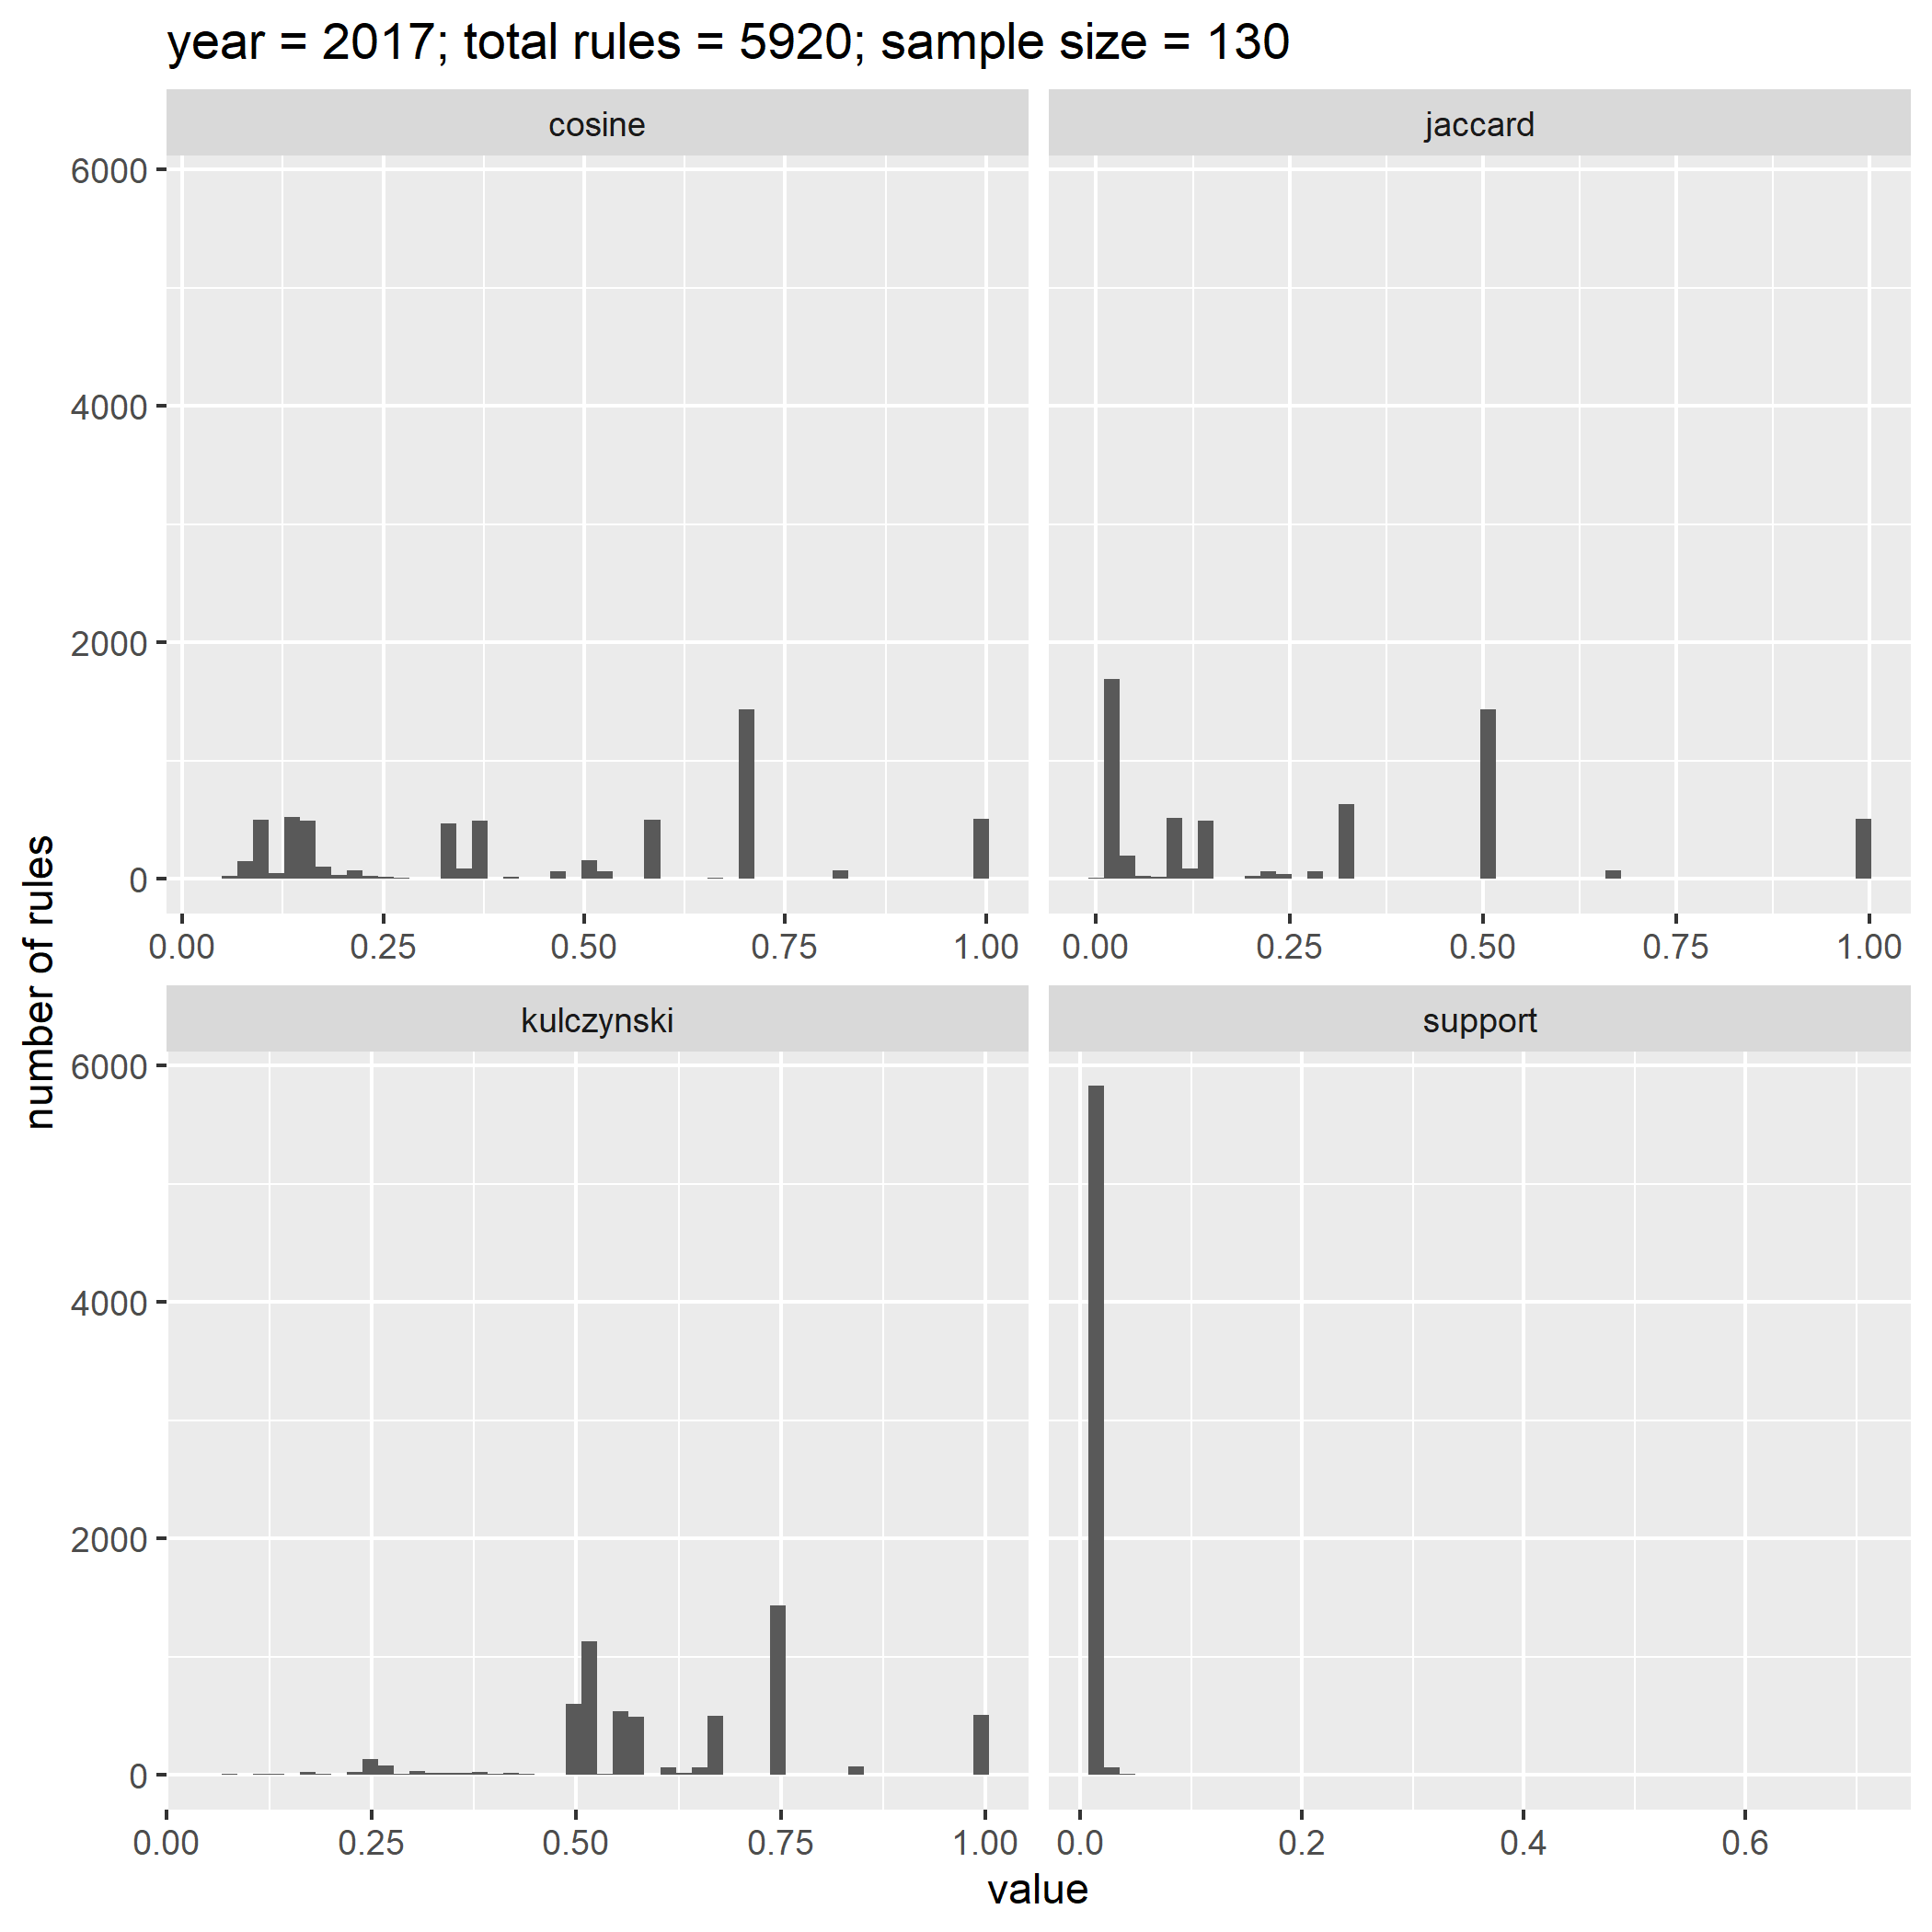 year = 2017; total rules = 5920; sample size = 130
cosine
jaccard
6000
4000
2000
0
0.00 0.25 0.50 0.75 1.00
0.00 0.25 0.50 0.75 1.00
number of rules
kulczynski
support
6000
4000
2000
0
0.00 0.25 0.50 0.75 1.00
0.0 0.2 0.4 0.6
value